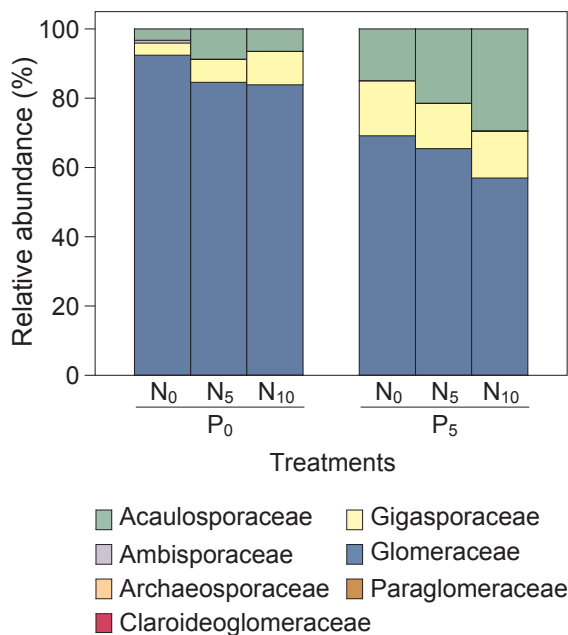 Relative abundance (%)
100
80
60
40
20
0
N₀ N₅ N₁₀ N₀ N₅ N₁₀
P₀ P₅
Treatments
Acaulosporaceae Gigasporaceae
Ambisporaceae Glomeraceae
Archaeosporaceae Paraglomeraceae
Claroideoglomeraceae